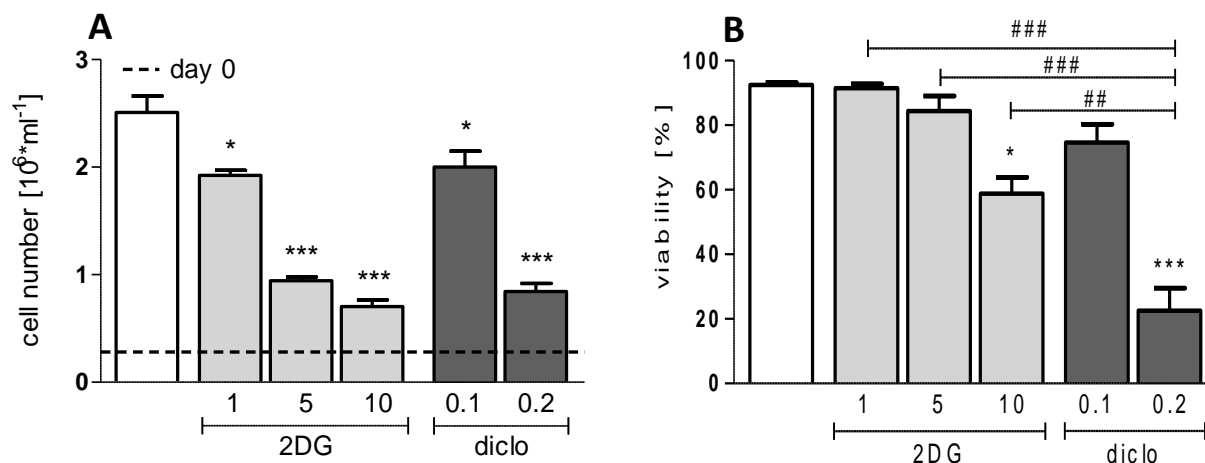 A
3
--- day 0
cell number [10⁶*ml⁻¹]
2
1
0
*
***
***
*
***
1 5 10 0.1 0.2
2DG diclo
B
###
###
##
100
viability [%]
80
60
40
20
0
*
***
1 5 10 0.1 0.2
2DG diclo